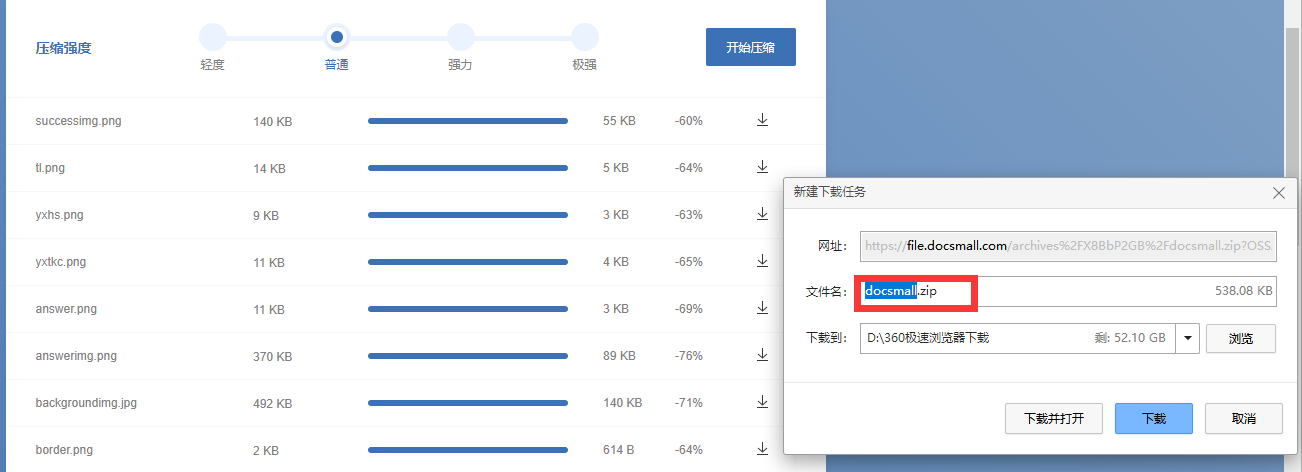 压缩强度
轻度
普通
强力
极强
开始压缩
successimg.png 140 KB 55 KB -60%
tl.png 14 KB 5 KB -64%
yxhs.png 9 KB 3 KB -63%
yxtkc.png 11 KB 4 KB -65%
answer.png 11 KB 3 KB -69%
answerimg.png 370 KB 89 KB -76%
backgroundimg.jpg 492 KB 140 KB -71%
border.png 2 KB 614 B -64%
新建下载任务
网址: https://file.docsmall.com/archives%2FX8BbP2GB%2Fdocsmall.zip?OSS
文件名: docsmall.zip 538.08 KB
下载到: D:\360极速浏览器下载 剩: 52.10 GB 浏览
下载并打开 下载 取消